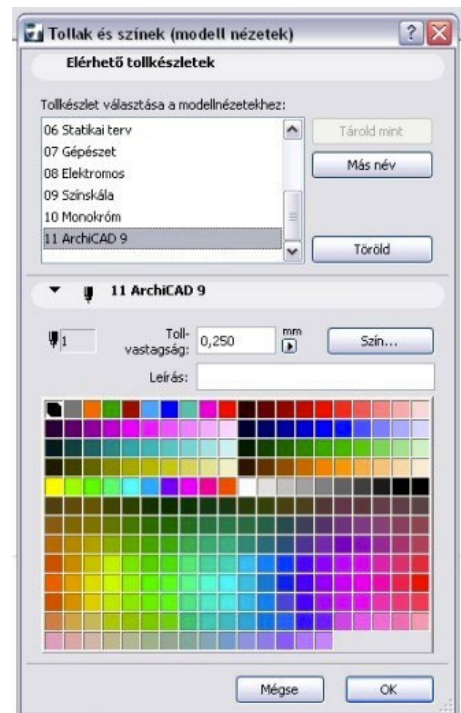 Tollak és színek (modell nézetek)
Elérhető tollkészletek
Tollkészlet választása a modellnézetekhez:
06 Statikai terv
07 Gépészet
08 Elektromos
09 Színskála
10 Monokróm
11 ArchiCAD 9
Tárold mint
Más név
Töröld
11 ArchiCAD 9
1
Toll-
vastagság:
0,250
mm
Szín...
Leírás:
Mégse
OK